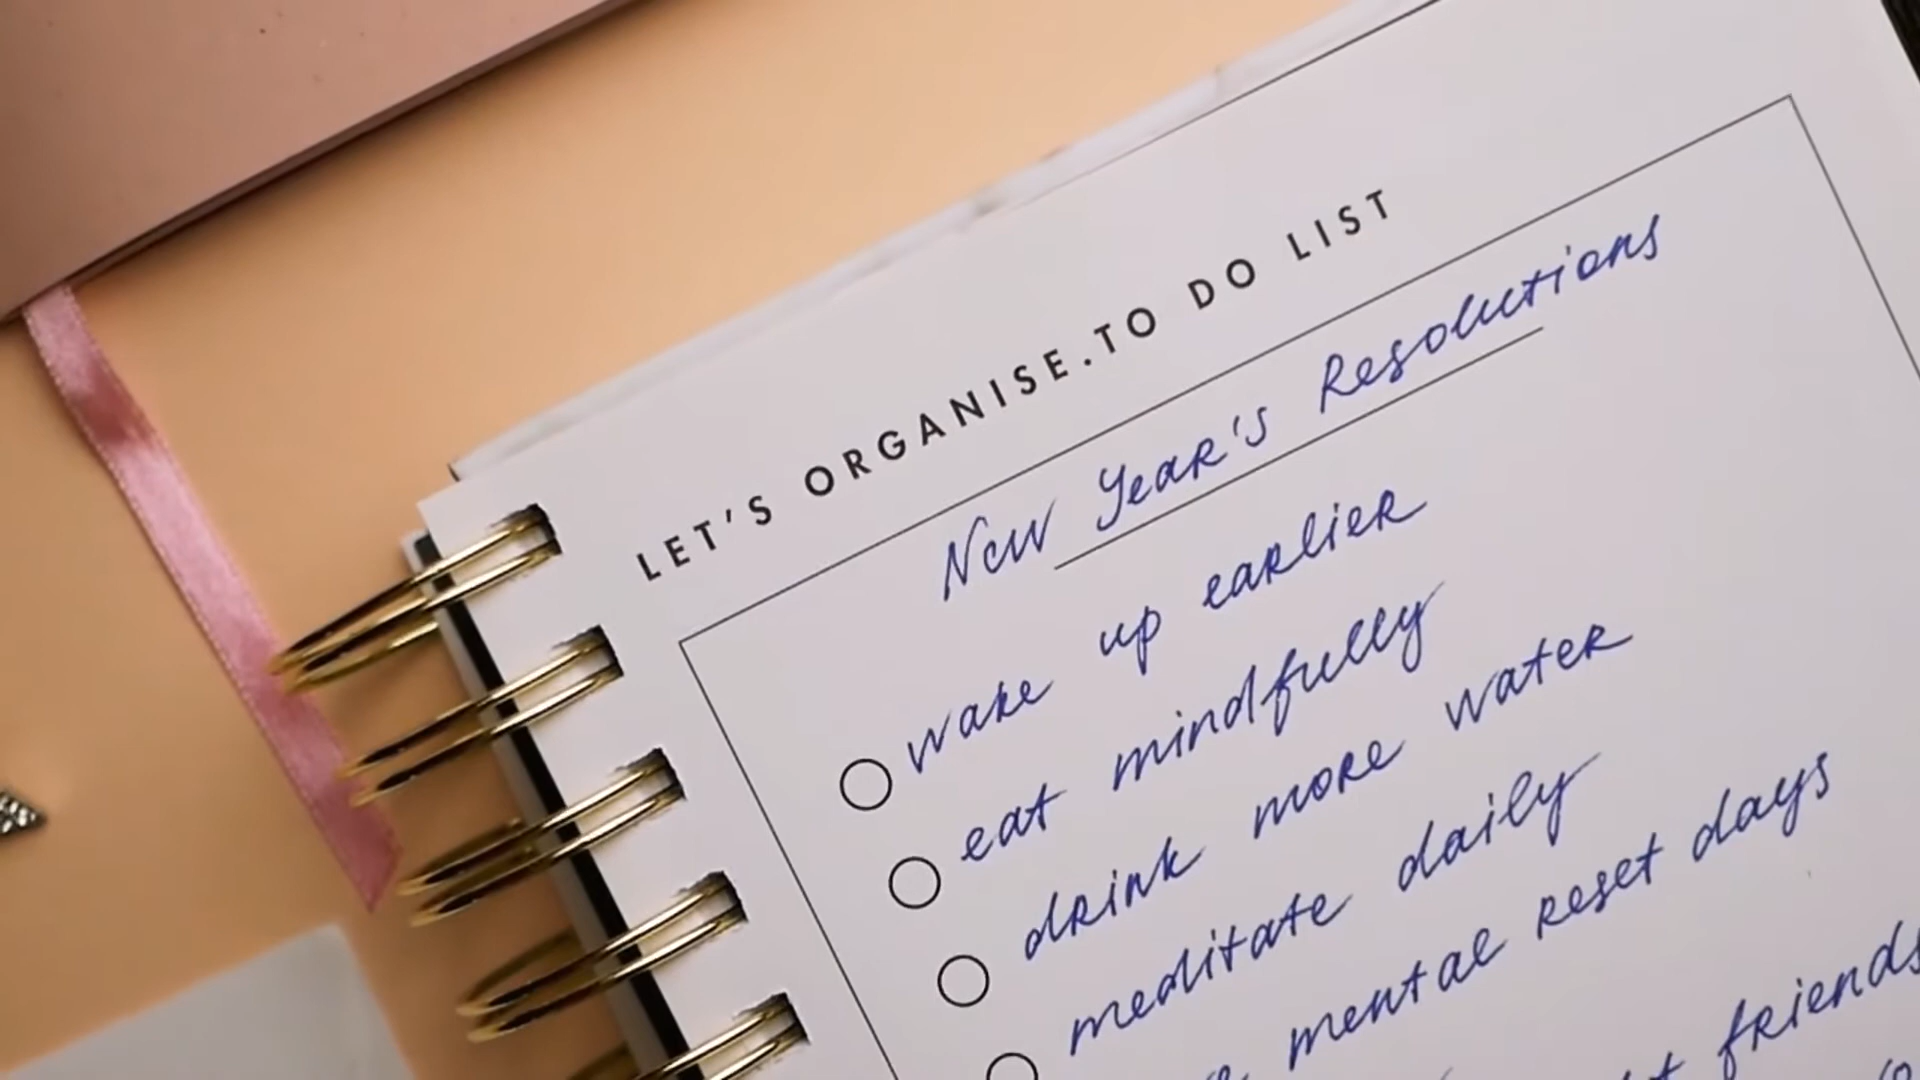 LET'S ORGANISE.TO DO LIST
New Year's Resolutions
wake up earlier
eat mindfully
drink more water
meditate daily
mental reset days
friends